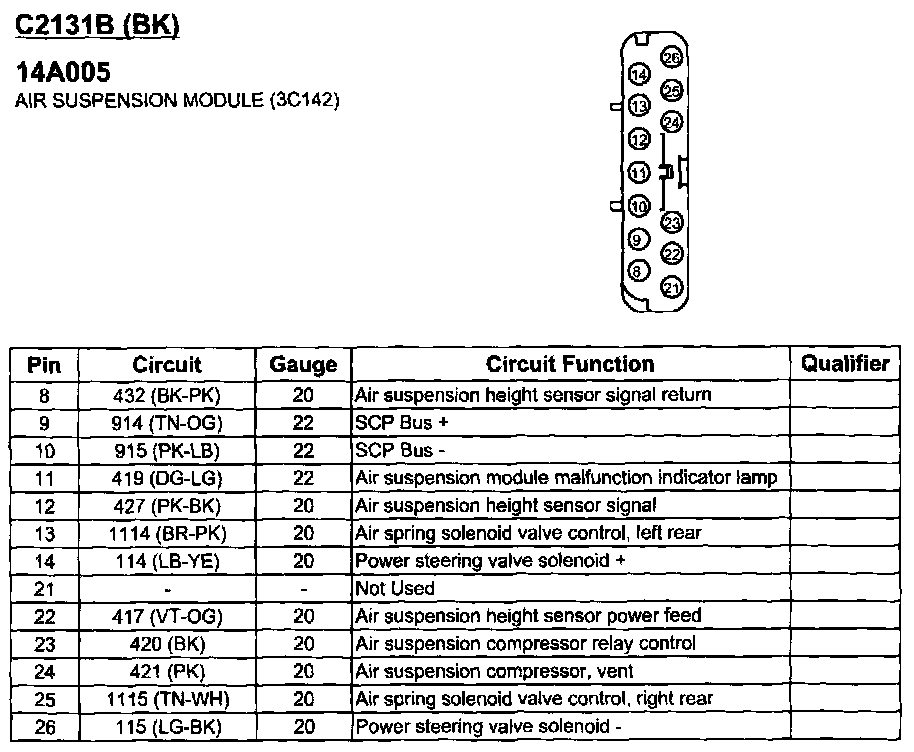 C2131B (BK)
14A005
AIR SUSPENSION MODULE (3C142)
26
14
25
13
24
12
11
10
23
9
22
8
21
Pin Circuit Gauge Circuit Function Qualifier
8 432 (BK-PK) 20 Air suspension height sensor signal return
9 914 (TN-OG) 22 SCP Bus +
10 915 (PK-LB) 22 SCP Bus -
11 419 (DG-LG) 22 Air suspension module malfunction indicator lamp
12 427 (PK-BK) 20 Air suspension height sensor signal
13 1114 (BR-PK) 20 Air spring solenoid valve control, left rear
14 114 (LB-YE) 20 Power steering valve solenoid +
21 - - Not Used
22 417 (VT-OG) 20 Air suspension height sensor power feed
23 420 (BK) 20 Air suspension compressor relay control
24 421 (PK) 20 Air suspension compressor, vent
25 1115 (TN-WH) 20 Air spring solenoid valve control, right rear
26 115 (LG-BK) 20 Power steering valve solenoid -